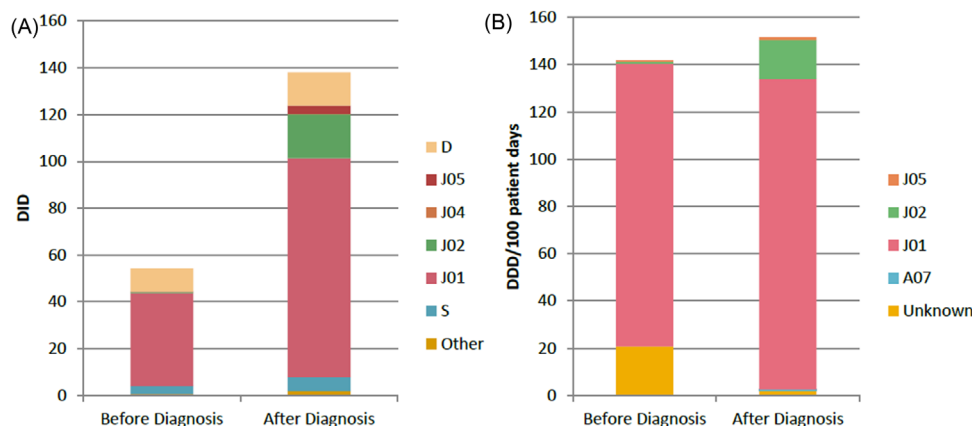 (A)
160
140
120
100
80
60
40
20
0
DID
Before Diagnosis
After Diagnosis
D
J05
J04
J02
J01
S
Other
(B)
160
140
120
100
80
60
40
20
0
DDD/100 patient days
Before Diagnosis
After Diagnosis
J05
J02
J01
A07
Unknown